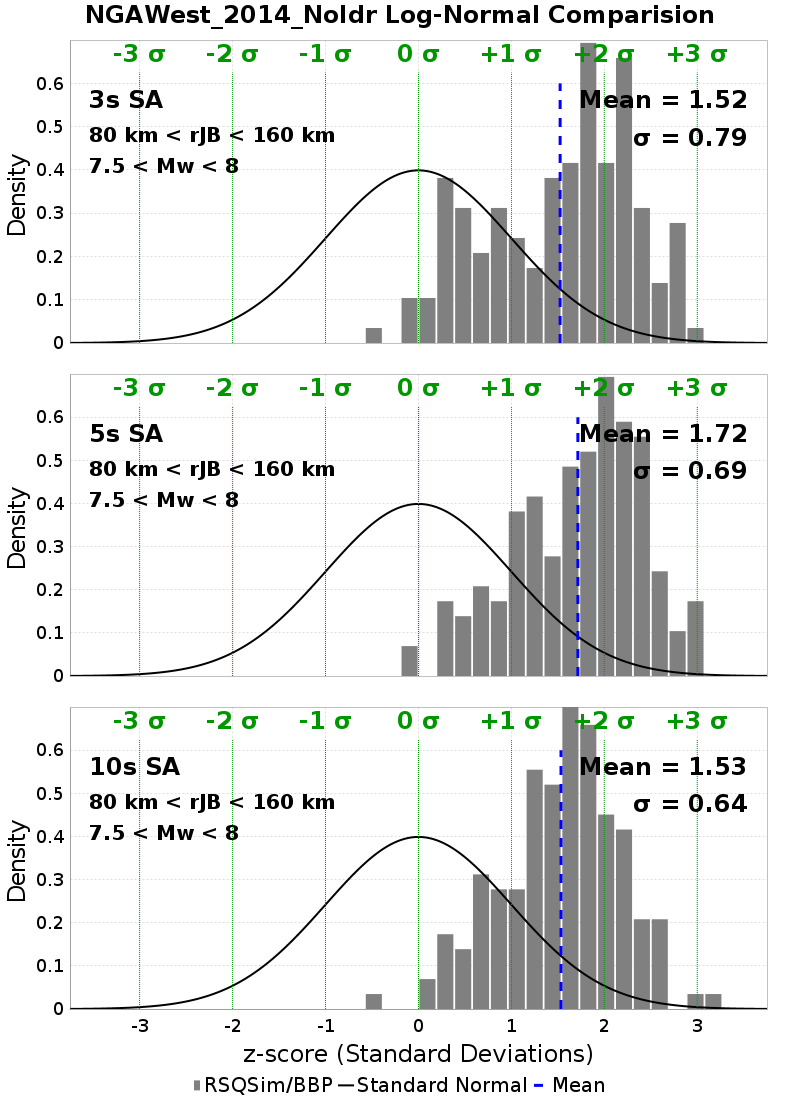 NGAWest_2014_NoIdr Log-Normal Comparision
-3 σ -2 σ -1 σ 0 σ +1 σ +2 σ +3 σ
3s SA
Mean = 1.52
80 km < rJB < 160 km
σ = 0.79
7.5 < Mw < 8
Density
0.6
0.5
0.4
0.3
0.2
0.1
0
-3 σ -2 σ -1 σ 0 σ +1 σ +2 σ +3 σ
5s SA
Mean = 1.72
80 km < rJB < 160 km
σ = 0.69
7.5 < Mw < 8
Density
0.6
0.5
0.4
0.3
0.2
0.1
0
-3 σ -2 σ -1 σ 0 σ +1 σ +2 σ +3 σ
10s SA
Mean = 1.53
80 km < rJB < 160 km
σ = 0.64
7.5 < Mw < 8
Density
0.6
0.5
0.4
0.3
0.2
0.1
0
-3 -2 -1 0 1 2 3
z-score (Standard Deviations)
RSQSim/BBP Standard Normal Mean